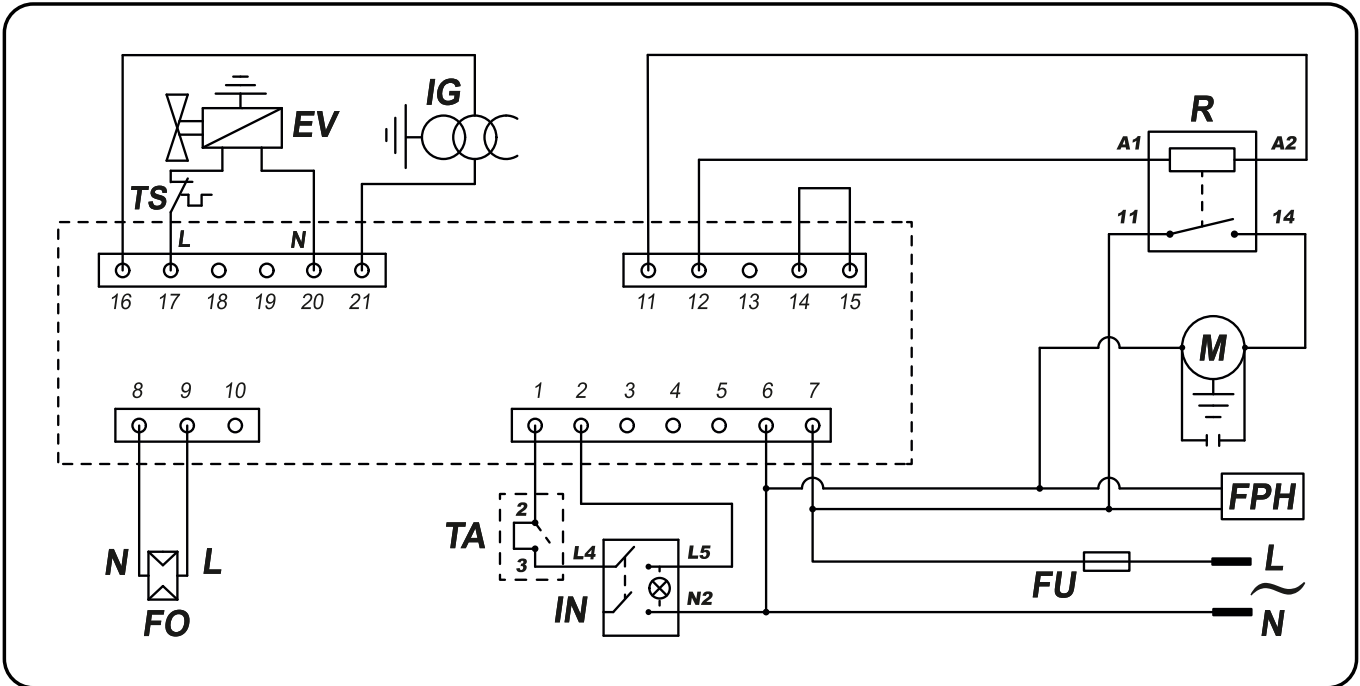 IG
R
EV
A1 A2
TS
11 14
L N
16 17 18 19 20 21
11 12 13 14 15
M
8 9 10
1 2 3 4 5 6 7
FPH
2
TA
3
L4 L5
N L
FU L
IN
N2
FO
~
N